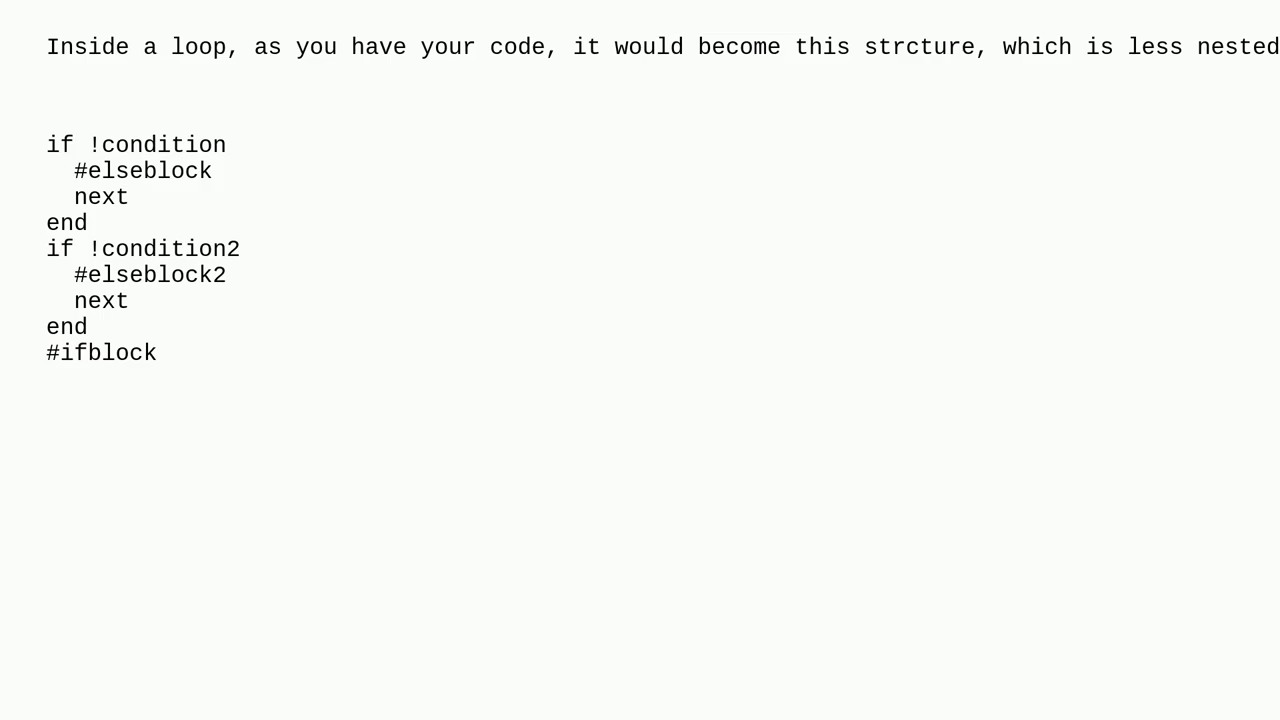 Inside a loop, as you have your code, it would become this strcture, which is less nested
if !condition
  #elseblock
  next
end
if !condition2
  #elseblock2
  next
end
#ifblock